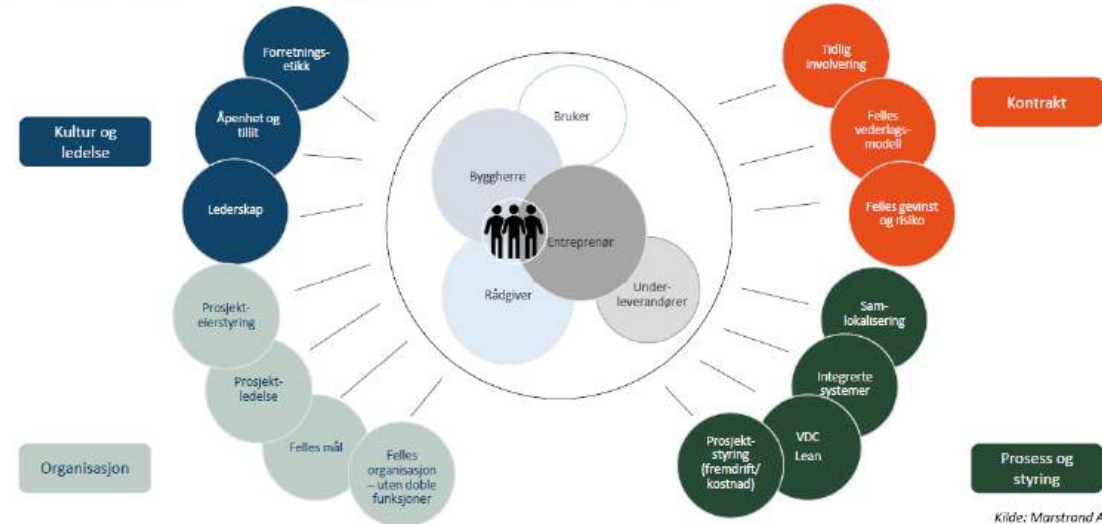 Forretnings-
etikk
Åpenhet og
tillit
Lederskap
Kultur og
ledelse
Prosjekt-
eierstyring
Prosjekt-
ledelse
Felles mål
Felles
organisasjon
– uten doble
funksjoner
Organisasjon
Bruker
Byggherre
Entreprenør
Rådgiver
Under-
leverandører
Tidlig
involvering
Felles
vederlags-
modell
Felles gevinst
og risiko
Kontrakt
Sam-
lokalisering
Integrerte
systemer
VDC
Lean
Prosjekt-
styring
(fremdrift/
kostnad)
Prosess og
styring
Kilde: Marstrand A